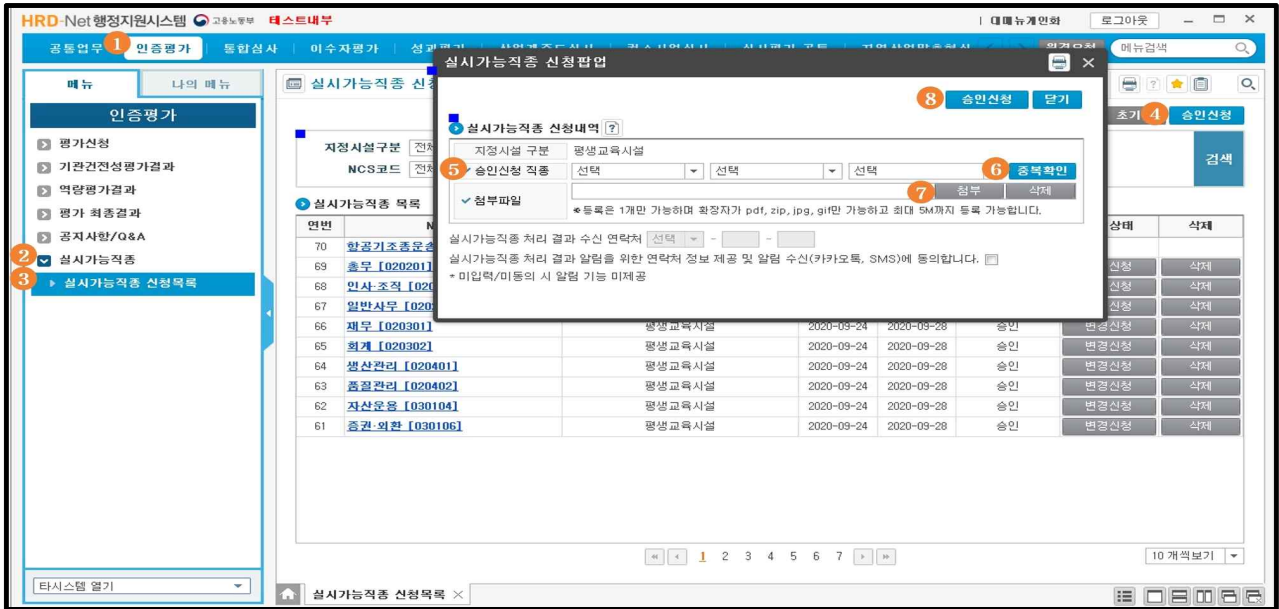 HRD-Net행정지원시스템 고용노동부 테스트내부 | 대메뉴개인화 로그아웃
공통업무 1 인증평가 통합심사 이수자평가 메뉴검색
메뉴 나의 메뉴
인증평가
평가신청
기관건전성평가결과
역량평가결과
평가 최종결과
공지사항/Q&A
2 실시가능직종
3 실시가능직종 신청목록
타시스템 열기
실시가능직종 신청
초기 4 승인신청
지정시설구분 전체
NCS코드 전체
검색
실시가능직종 신청팝업
8 승인신청 닫기
실시가능직종 신청내역 ?
지정시설 구분 평생교육시설
5 승인신청 직종 선택 선택 선택 6 중복확인
첨부파일 7 첨부 삭제
*등록은 1개만 가능하며 확장자가 pdf, zip, jpg, gif만 가능하고 최대 5M까지 등록 가능합니다.
실시가능직종 처리 결과 수신 연락처 선택 - -
실시가능직종 처리 결과 알림을 위한 연락처 정보 제공 및 알림 수신(카카오톡, SMS)에 동의합니다.
* 미입력/미동의 시 알림 기능 미제공
실시가능직종 목록
연번 N 상태 삭제
70 항공기조종운송
69 총무 [020201] 신청 삭제
68 인사·조직 [020 신청 삭제
67 일반사무 [020 신청 삭제
66 재무 [020301] 평생교육시설 2020-09-24 2020-09-28 승인 변경신청 삭제
65 회계 [020302] 평생교육시설 2020-09-24 2020-09-28 승인 변경신청 삭제
64 생산관리 [020401] 평생교육시설 2020-09-24 2020-09-28 승인 변경신청 삭제
63 품질관리 [020402] 평생교육시설 2020-09-24 2020-09-28 승인 변경신청 삭제
62 자산운용 [030104] 평생교육시설 2020-09-24 2020-09-28 승인 변경신청 삭제
61 증권·외환 [030106] 평생교육시설 2020-09-24 2020-09-28 승인 변경신청 삭제
1 2 3 4 5 6 7
10 개씩보기
실시가능직종 신청목록